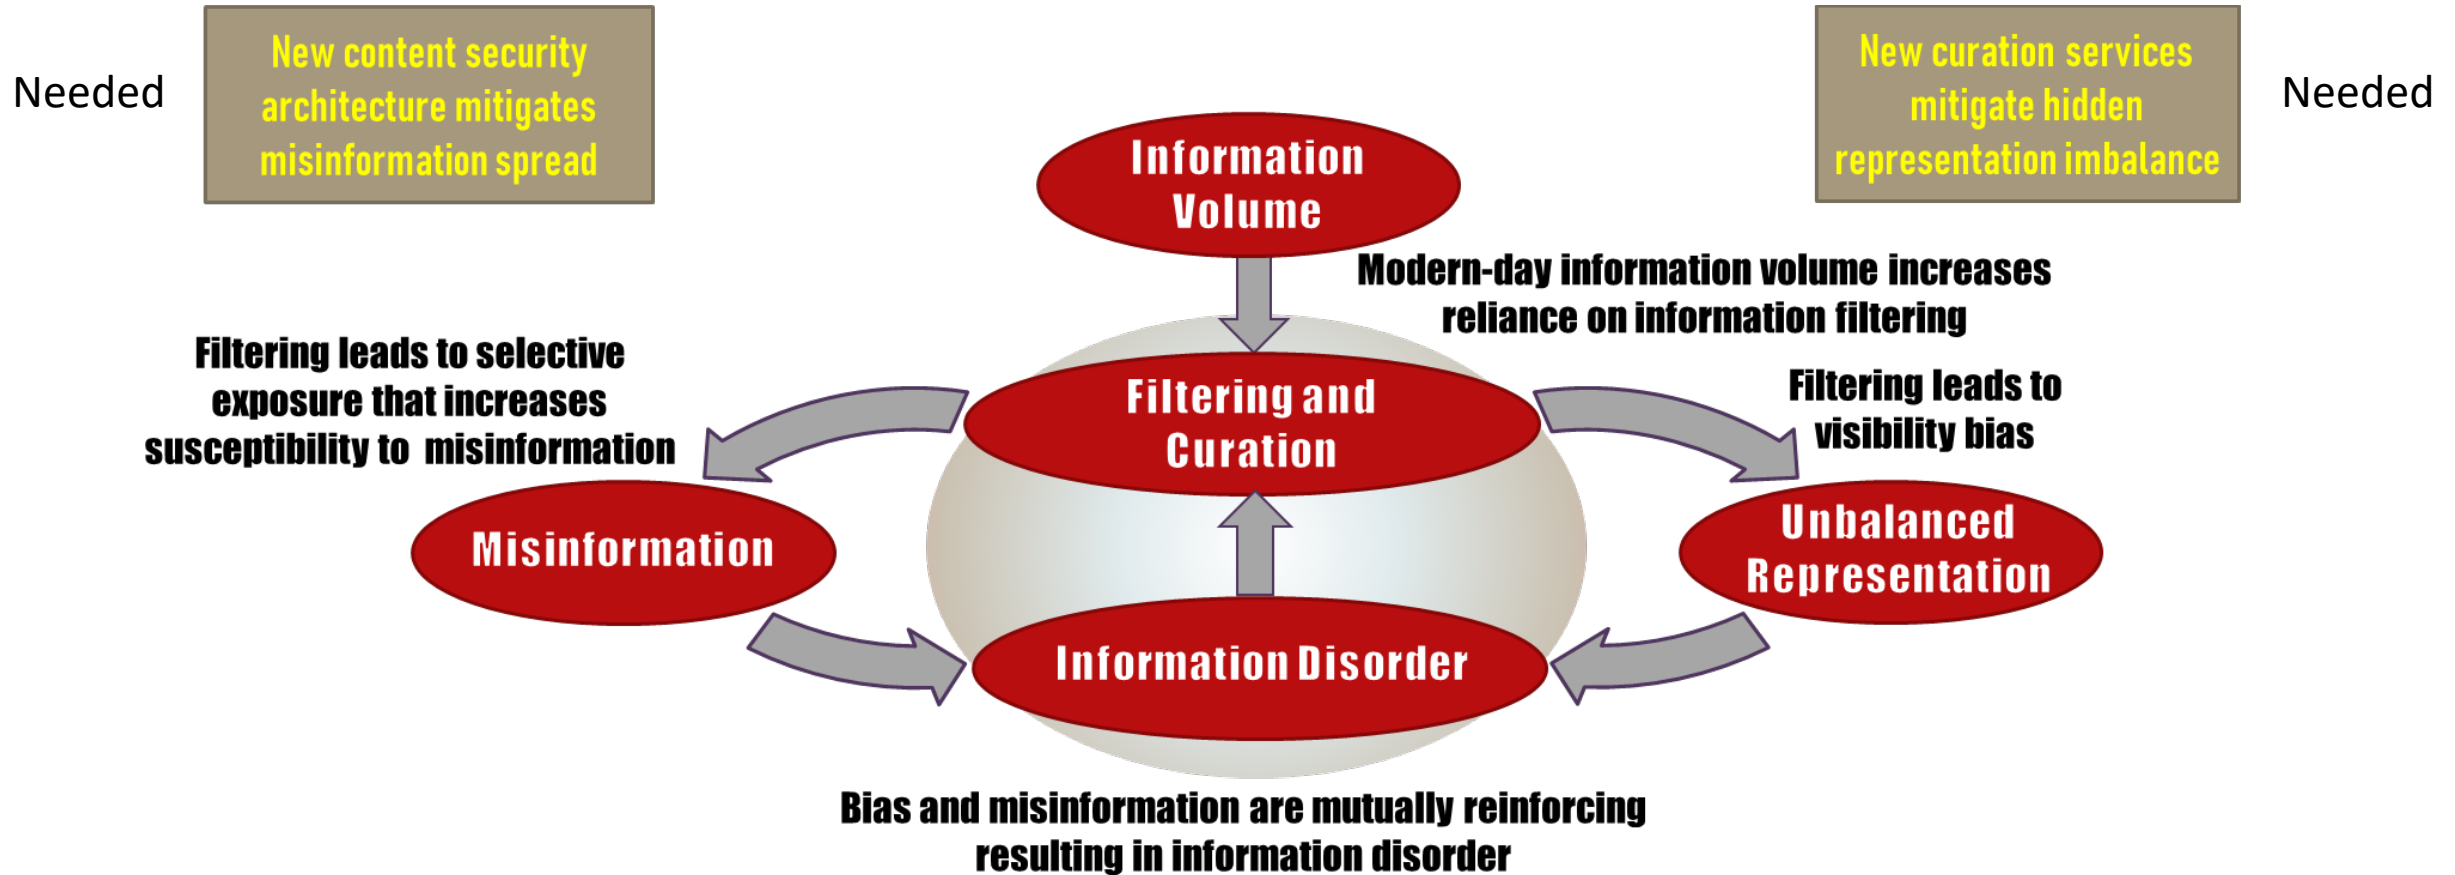 Needed
New content security
architecture mitigates
misinformation spread
New curation services
mitigate hidden
representation imbalance
Needed
Information
Volume
Modern-day information volume increases
reliance on information filtering
Filtering leads to selective
exposure that increases
susceptibility to misinformation
Filtering and
Curation
Filtering leads to
visibility bias
Misinformation
Unbalanced
Representation
Information Disorder
Bias and misinformation are mutually reinforcing
resulting in information disorder